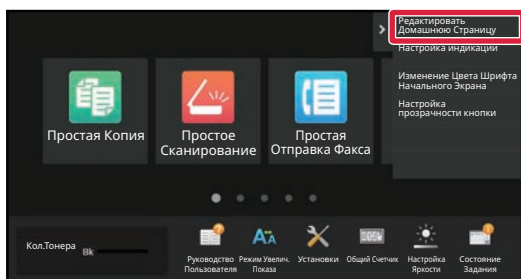 Редактировать
Домашнюю Страницу
Настройка индикации
Изменение Цвета Шрифта
Начального Экрана
Настройка
прозрачности кнопки
Простая Копия
Простое
Сканирование
Простая
Отправка Факса
Кол.Тонера
Bk
Руководство
Пользователя
Режим Увелич.
Показа
Установки
Общий Счетчик
Настройка
Яркости
Состояние
Задания